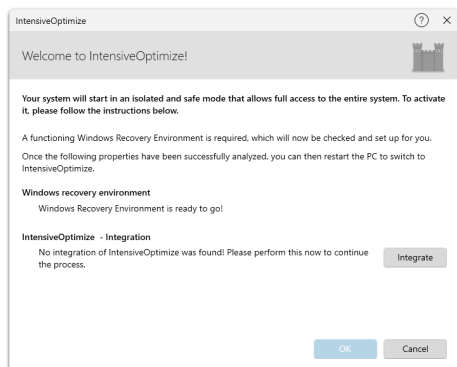 IntensiveOptimize
?
Welcome to IntensiveOptimize!
Your system will start in an isolated and safe mode that allows full access to the entire system. To activate
it, please follow the instructions below.
A functioning Windows Recovery Environment is required, which will now be checked and set up for you.
Once the following properties have been successfully analyzed, you can then restart the PC to switch to
IntensiveOptimize.
Windows recovery environment
Windows Recovery Environment is ready to go!
IntensiveOptimize - Integration
No integration of IntensiveOptimize was found! Please perform this now to continue
the process.
Integrate
OK
Cancel